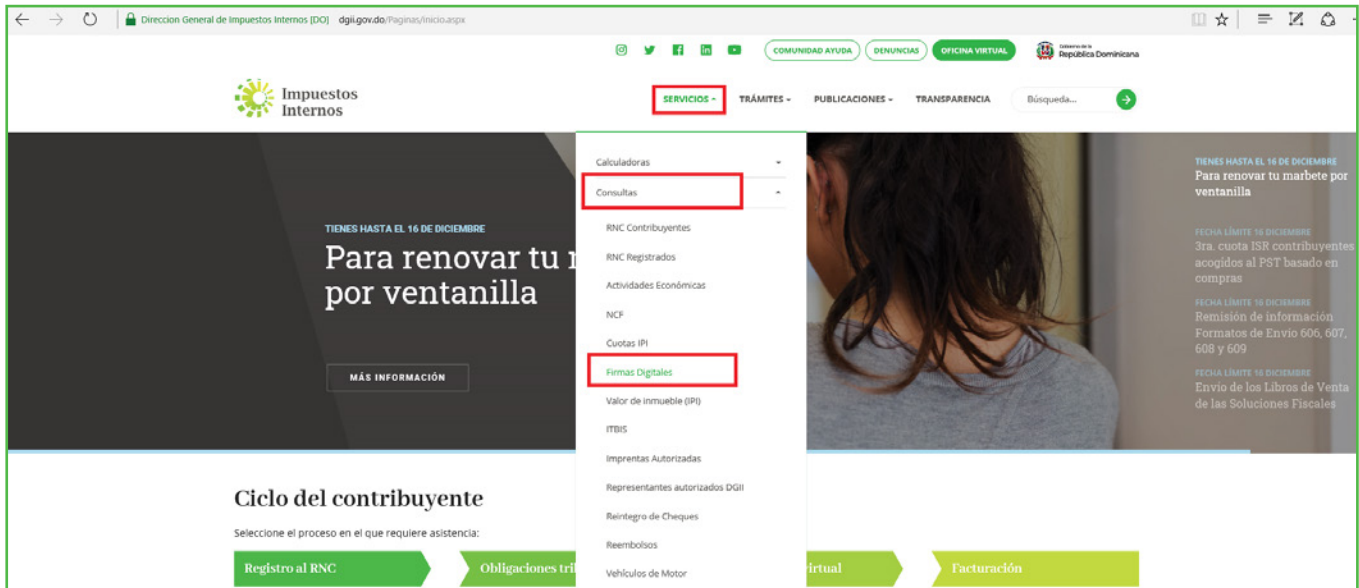 Direccion General de Impuestos Internos [DO] dgii.gov.do/Paginas/inicio.aspx
COMUNIDAD AYUDA DENUNCIAS OFICINA VIRTUAL Gobierno de la
República Dominicana
Impuestos
Internos
SERVICIOS TRÁMITES PUBLICACIONES TRANSPARENCIA Búsqueda...
Calculadoras
Consultas
RNC Contribuyentes
RNC Registrados
Actividades Económicas
NCF
Cuotas IPI
Firmas Digitales
Valor de inmueble (IPI)
ITBIS
Imprentas Autorizadas
Representantes autorizados DGII
Reintegro de Cheques
Reembolsos
Vehículos de Motor
TIENES HASTA EL 16 DE DICIEMBRE
Para renovar tu
por ventanilla
MÁS INFORMACIÓN
TIENES HASTA EL 16 DE DICIEMBRE
Para renovar tu marbete por
ventanilla
FECHA LÍMITE 16 DICIEMBRE
3ra. cuota ISR contribuyentes
acogidos al PST basado en
compras
FECHA LÍMITE 16 DICIEMBRE
Remisión de información
Formatos de Envío 606, 607,
608 y 609
FECHA LÍMITE 16 DICIEMBRE
Envío de los Libros de Venta
de las Soluciones Fiscales
Ciclo del contribuyente
Seleccione el proceso en el que requiere asistencia:
Registro al RNC Obligaciones tri irtual Facturación